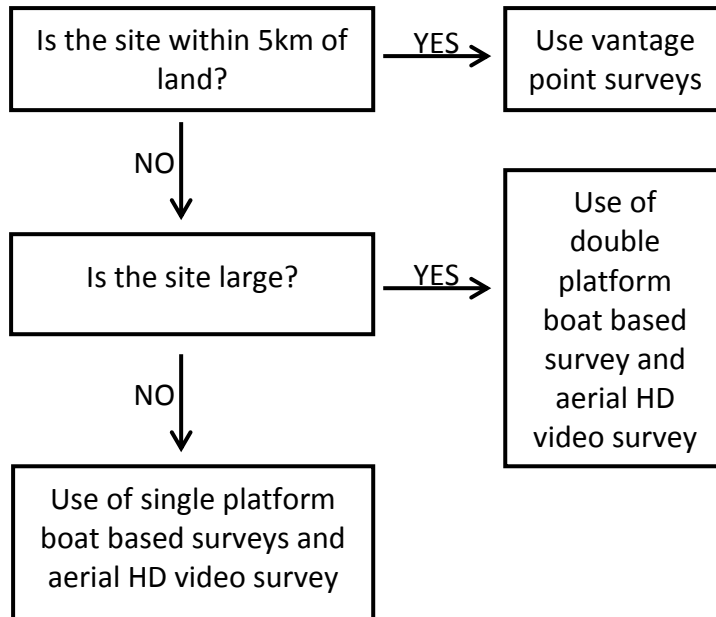 Is the site within 5km of
land?
YES
Use vantage
point surveys
NO
Is the site large?
YES
Use of
double
platform
boat based
survey and
aerial HD
video survey
NO
Use of single platform
boat based surveys and
aerial HD video survey